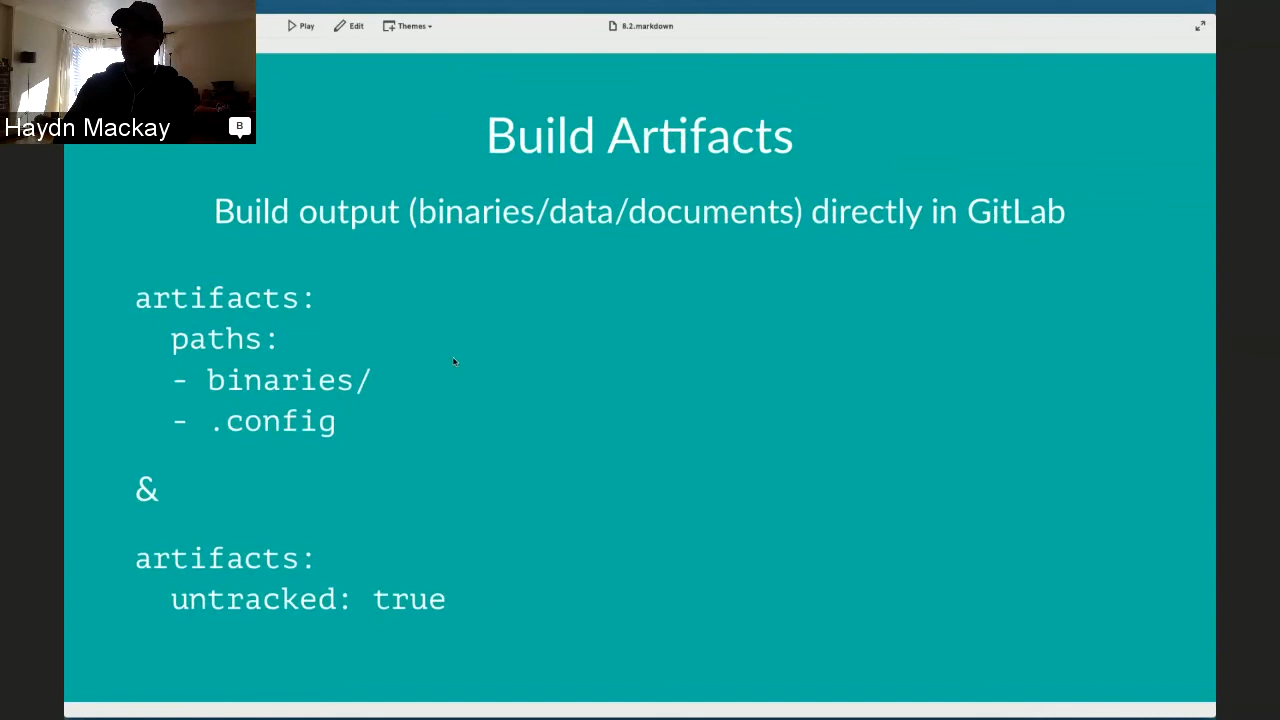 Play Edit Themes 8.2.markdown
Haydn Mackay B
Build Artifacts
Build output (binaries/data/documents) directly in GitLab
artifacts:
  paths:
  - binaries/
  - .config
&
artifacts:
  untracked: true